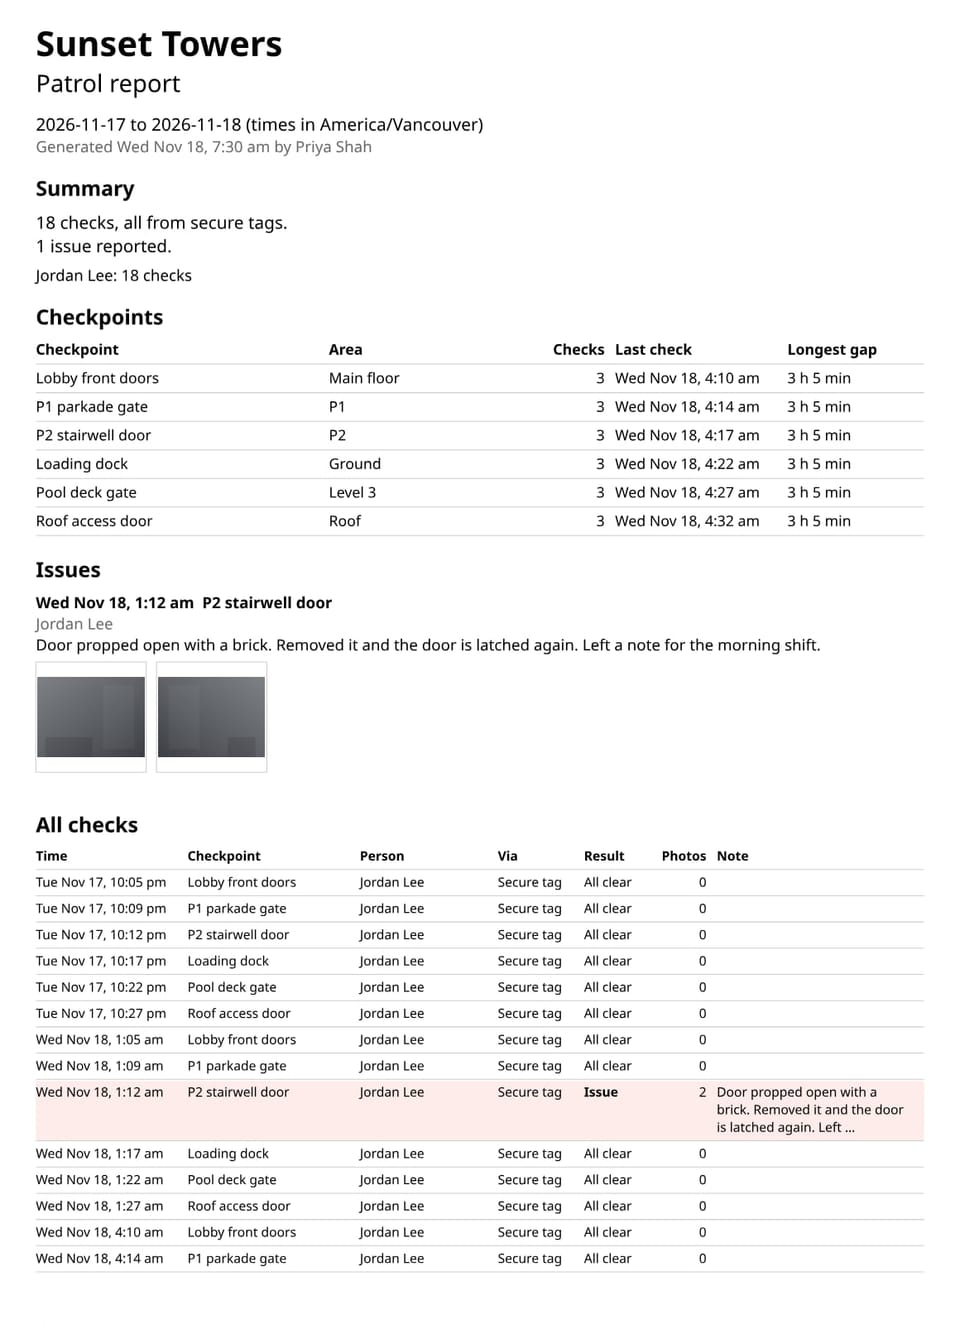 Sunset Towers
Patrol report
2026-11-17 to 2026-11-18 (times in America/Vancouver)
Generated Wed Nov 18, 7:30 am by Priya Shah
Summary
18 checks, all from secure tags.
1 issue reported.
Jordan Lee: 18 checks
Checkpoints
Checkpoint Area Checks Last check Longest gap
Lobby front doors Main floor 3 Wed Nov 18, 4:10 am 3 h 5 min
P1 parkade gate P1 3 Wed Nov 18, 4:14 am 3 h 5 min
P2 stairwell door P2 3 Wed Nov 18, 4:17 am 3 h 5 min
Loading dock Ground 3 Wed Nov 18, 4:22 am 3 h 5 min
Pool deck gate Level 3 3 Wed Nov 18, 4:27 am 3 h 5 min
Roof access door Roof 3 Wed Nov 18, 4:32 am 3 h 5 min
Issues
Wed Nov 18, 1:12 am P2 stairwell door
Jordan Lee
Door propped open with a brick. Removed it and the door is latched again. Left a note for the morning shift.
All checks
Time Checkpoint Person Via Result Photos Note
Tue Nov 17, 10:05 pm Lobby front doors Jordan Lee Secure tag All clear 0
Tue Nov 17, 10:09 pm P1 parkade gate Jordan Lee Secure tag All clear 0
Tue Nov 17, 10:12 pm P2 stairwell door Jordan Lee Secure tag All clear 0
Tue Nov 17, 10:17 pm Loading dock Jordan Lee Secure tag All clear 0
Tue Nov 17, 10:22 pm Pool deck gate Jordan Lee Secure tag All clear 0
Tue Nov 17, 10:27 pm Roof access door Jordan Lee Secure tag All clear 0
Wed Nov 18, 1:05 am Lobby front doors Jordan Lee Secure tag All clear 0
Wed Nov 18, 1:09 am P1 parkade gate Jordan Lee Secure tag All clear 0
Wed Nov 18, 1:12 am P2 stairwell door Jordan Lee Secure tag Issue 2 Door propped open with a
brick. Removed it and the door
is latched again. Left ...
Wed Nov 18, 1:17 am Loading dock Jordan Lee Secure tag All clear 0
Wed Nov 18, 1:22 am Pool deck gate Jordan Lee Secure tag All clear 0
Wed Nov 18, 1:27 am Roof access door Jordan Lee Secure tag All clear 0
Wed Nov 18, 4:10 am Lobby front doors Jordan Lee Secure tag All clear 0
Wed Nov 18, 4:14 am P1 parkade gate Jordan Lee Secure tag All clear 0